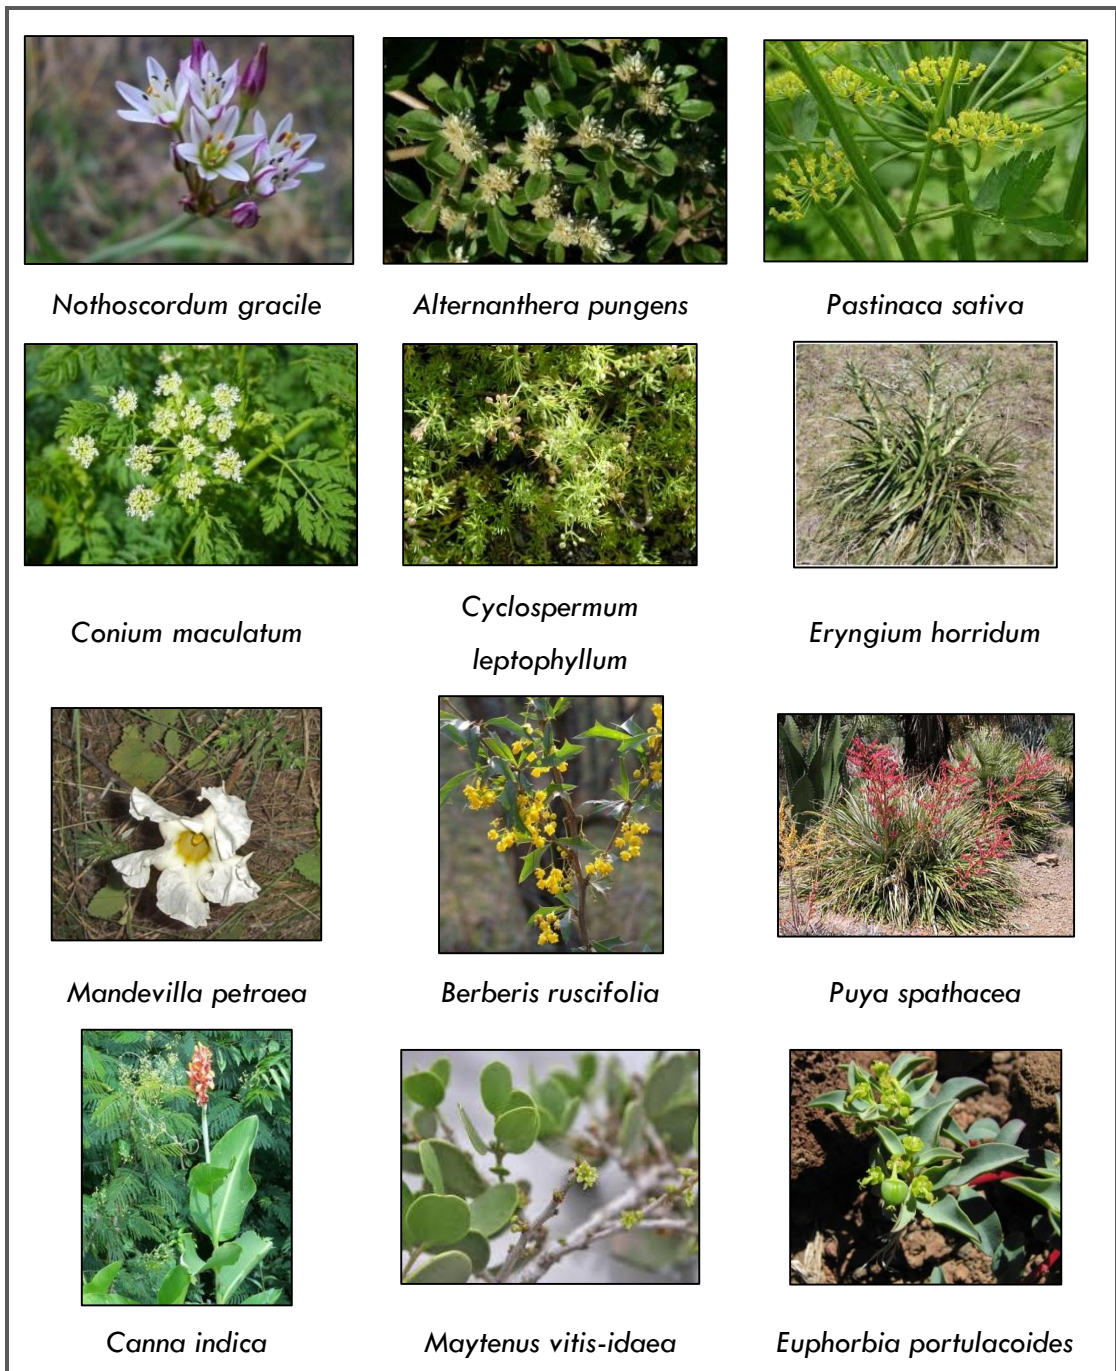 Nothoscordum gracile
Alternanthera pungens
Pastinaca sativa
Conium maculatum
Cyclospermum
leptophyllum
Eryngium horridum
Mandevilla petraea
Berberis ruscifolia
Puya spathacea
Canna indica
Maytenus vitis-idaea
Euphorbia portulacoides